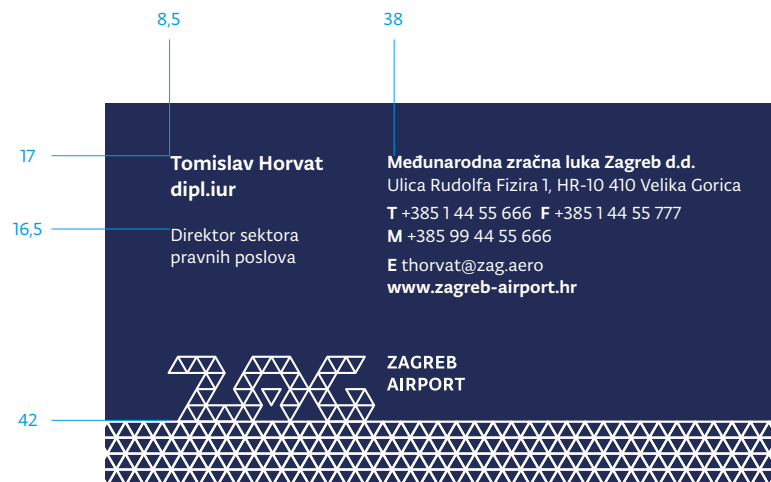 8,5
38
17
Tomislav Horvat
dipl.iur
16,5
Direktor sektora
pravnih poslova
Međunarodna zračna luka Zagreb d.d.
Ulica Rudolfa Fizira 1, HR-10 410 Velika Gorica
T +385 1 44 55 666 F +385 1 44 55 777
M +385 99 44 55 666
E thorvat@zag.aero
www.zagreb-airport.hr
ZAG
ZAGREB
AIRPORT
42